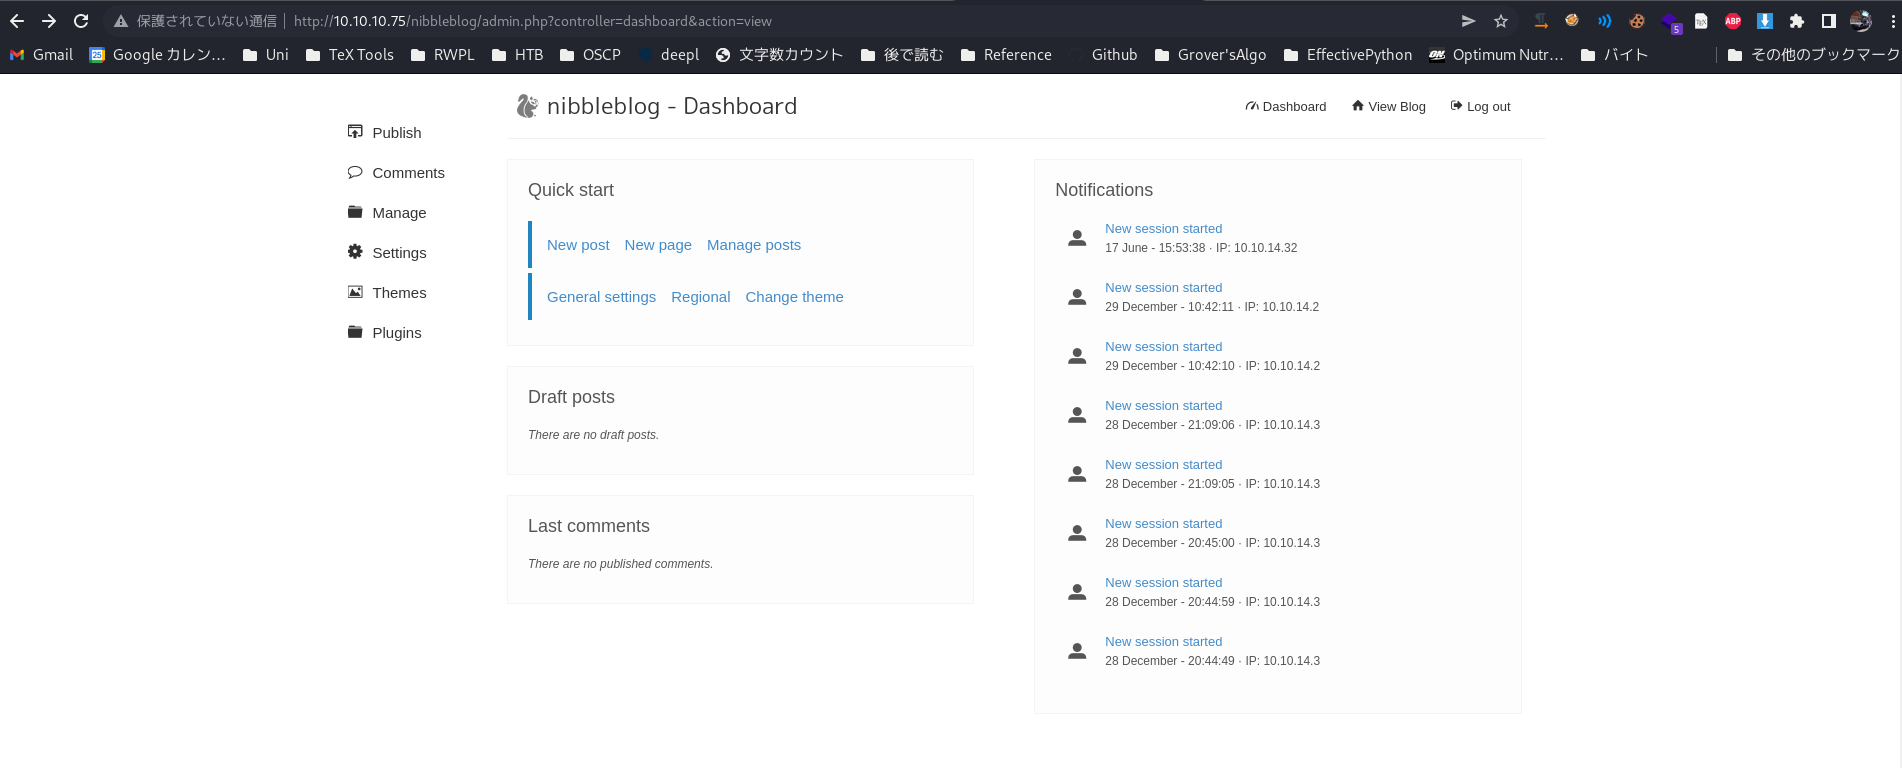 保護されていない通信 | http://10.10.10.75/nibbleblog/admin.php?controller=dashboard&action=view
5 ABP
Gmail 25 Google カレン... Uni TeX Tools RWPL HTB OSCP deepl 文字数カウント 後で読む Reference Github Grover'sAlgo EffectivePython ON. Optimum Nutr... バイト その他のブックマーク
nibbleblog - Dashboard
Dashboard View Blog Log out
Publish
Comments
Manage
Settings
Themes
Plugins
Quick start
New post New page Manage posts
General settings Regional Change theme
Draft posts
There are no draft posts.
Last comments
There are no published comments.
Notifications
New session started
17 June - 15:53:38 · IP: 10.10.14.32
New session started
29 December - 10:42:11 · IP: 10.10.14.2
New session started
29 December - 10:42:10 · IP: 10.10.14.2
New session started
28 December - 21:09:06 · IP: 10.10.14.3
New session started
28 December - 21:09:05 · IP: 10.10.14.3
New session started
28 December - 20:45:00 · IP: 10.10.14.3
New session started
28 December - 20:44:59 · IP: 10.10.14.3
New session started
28 December - 20:44:49 · IP: 10.10.14.3